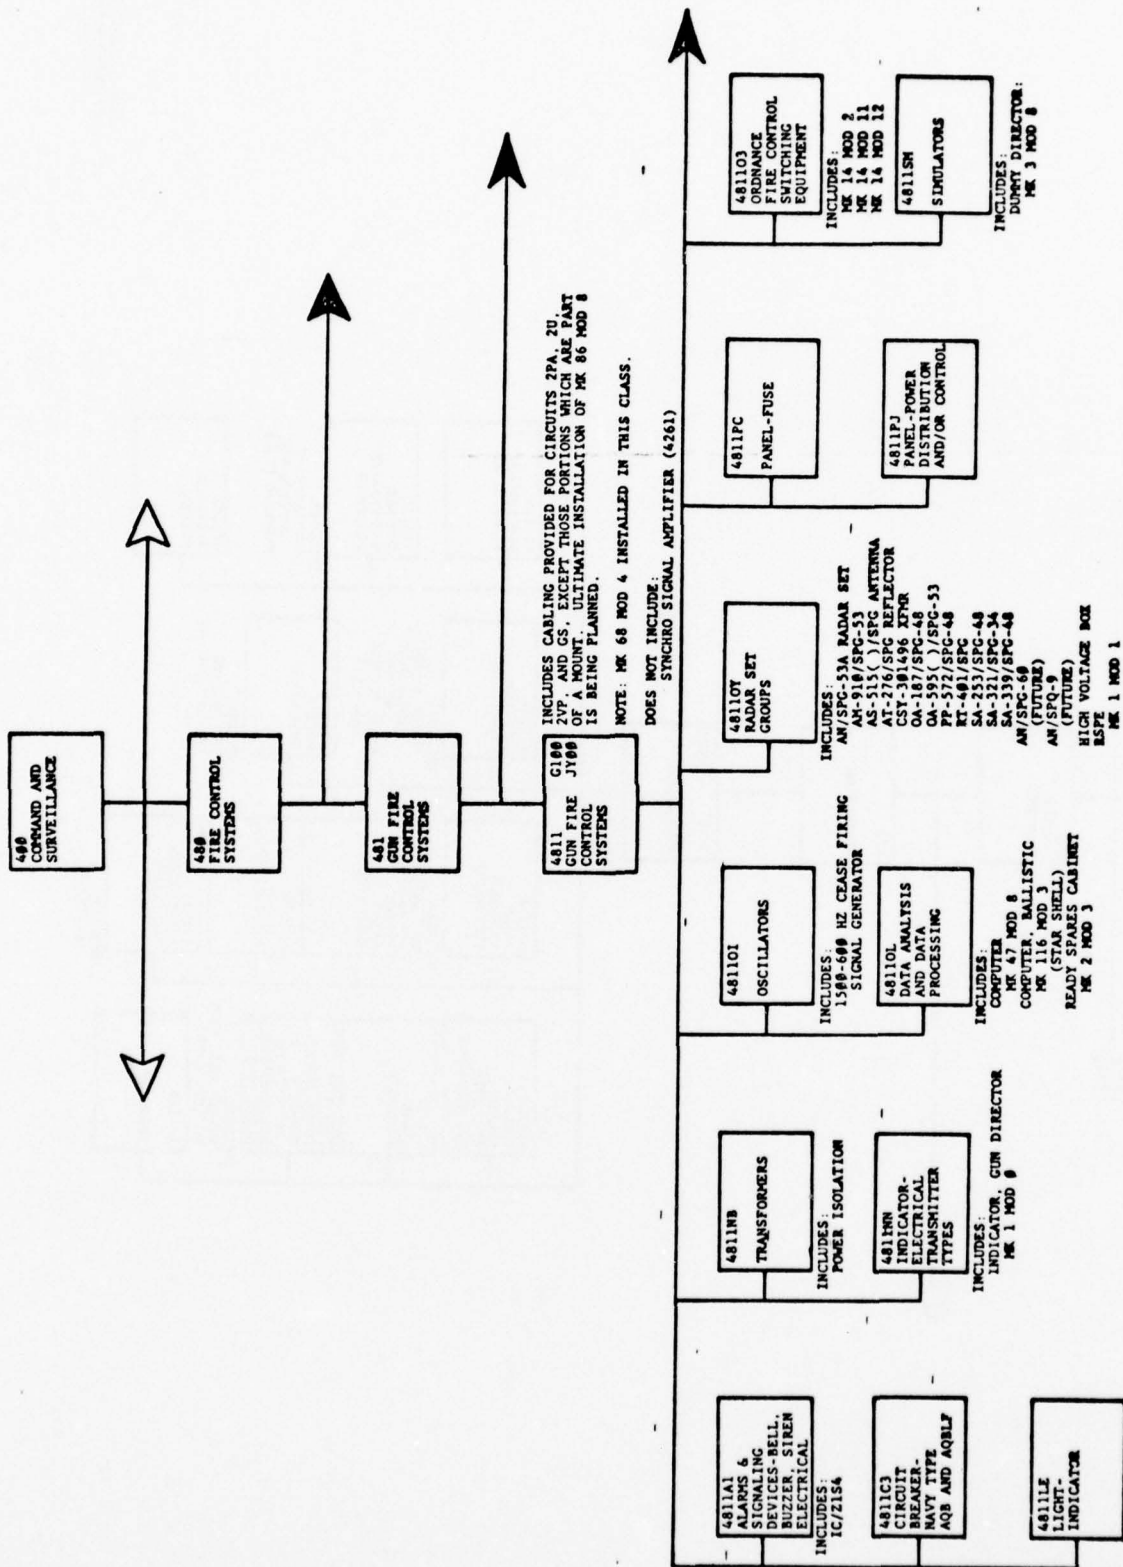 400
COMMAND AND
SURVEILLANCE
480
FIRE CONTROL
SYSTEMS
481
GUN FIRE
CONTROL
SYSTEMS
4811 G100
GUN FIRE JY00
CONTROL
SYSTEMS
INCLUDES CABLING PROVIDED FOR CIRCUITS 2PA, 2U,
2VP, AND GS, EXCEPT THOSE PORTIONS WHICH ARE PART
OF A MOUNT. ULTIMATE INSTALLATION OF MK 86 MOD 8
IS BEING PLANNED.
NOTE: MK 68 MOD 4 INSTALLED IN THIS CLASS.
DOES NOT INCLUDE:
SYNCHRO SIGNAL AMPLIFIER (4261)
4811A1
ALARMS &
SIGNALING
DEVICES-BELL,
BUZZER, SIREN
ELECTRICAL
INCLUDES:
IC/Z1S4
4811C3
CIRCUIT
BREAKER-
NAVY TYPE
AQB AND AQBLF
4811LE
LIGHT-
INDICATOR
4811NB
TRANSFORMERS
INCLUDES:
POWER ISOLATION
4811NN
INDICATOR-
ELECTRICAL
TRANSMITTER
TYPES
INCLUDES:
INDICATOR, GUN DIRECTOR
MK 1 MOD 0
4811OI
OSCILLATORS
INCLUDES:
1500-600 HZ CEASE FIRING
SIGNAL GENERATOR
4811OL
DATA ANALYSIS
AND DATA
PROCESSING
INCLUDES:
COMPUTER
MK 47 MOD 8
COMPUTER, BALLISTIC
MK 116 MOD 3
(STAR SHELL)
READY SPARES CABINET
MK 2 MOD 3
4811OY
RADAR SET
GROUPS
INCLUDES:
AN/SPG-53A RADAR SET
AM-910/SPG-53
AS-515( )/SPG ANTENNA
AT-276/SPG REFLECTOR
CSY-301496 XFMR
OA-187/SPG-48
OA-595( )/SPG-53
PP-572/SPG-48
RT-401/SPG
SA-253/SPG-48
SA-321/SPG-34
SA-339/SPG-48
AN/SPG-60
(FUTURE)
AN/SPQ-9
(FUTURE)
HIGH VOLTAGE BOX
RSPE
MK 1 MOD 1
4811PC
PANEL-FUSE
4811PJ
PANEL-POWER
DISTRIBUTION
AND/OR CONTROL
4811O3
ORDNANCE
FIRE CONTROL
SWITCHING
EQUIPMENT
INCLUDES:
MK 14 MOD 2
MK 14 MOD 11
MK 14 MOD 12
4811SM
SIMULATORS
INCLUDES:
DUMMY DIRECTOR:
MK 3 MOD 8